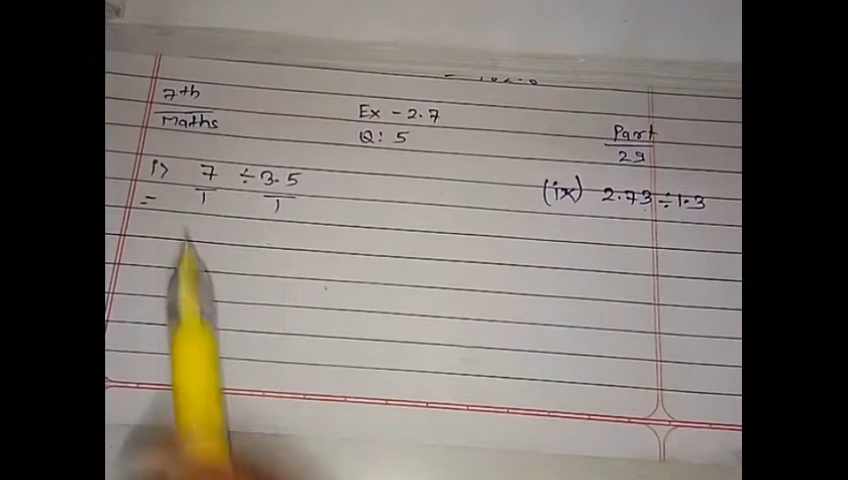 7th
Maths
Ex - 2.7
Q: 5
Part
29
i) 7/1 ÷ 3.5/1
=
(ix) 2.73 ÷ 1.3